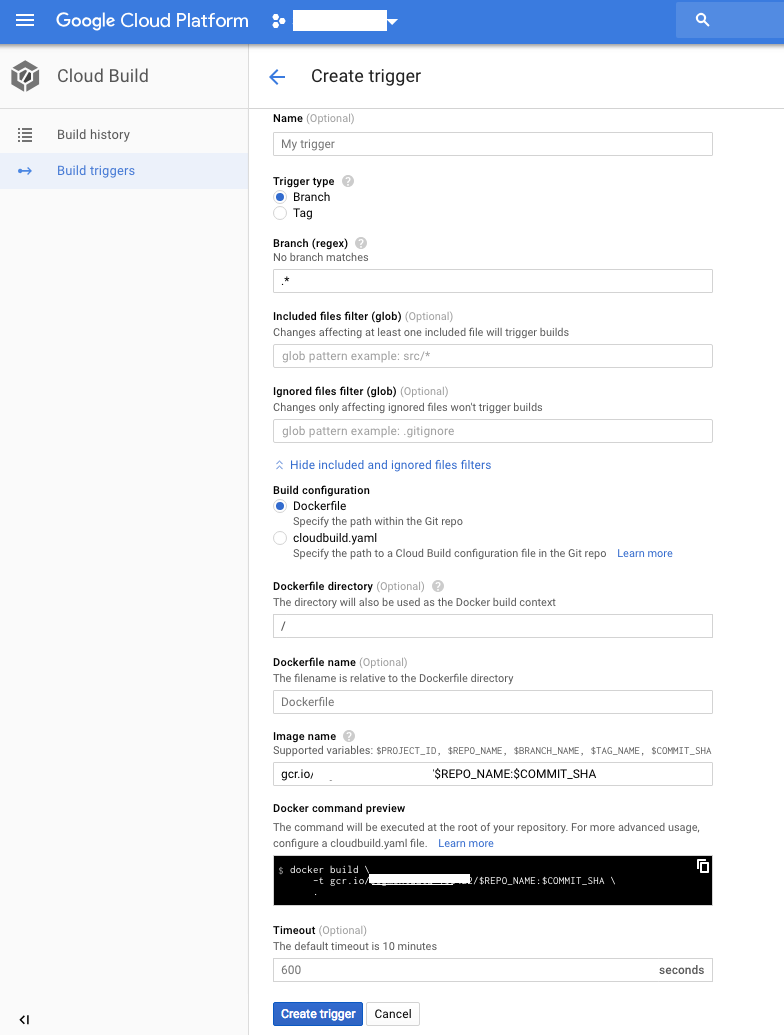 Google Cloud Platform
Cloud Build
Create trigger
Build history
Build triggers
Name (Optional)
My trigger
Trigger type
Branch
Tag
Branch (regex)
No branch matches
.*
Included files filter (glob) (Optional)
Changes affecting at least one included file will trigger builds
glob pattern example: src/*
Ignored files filter (glob) (Optional)
Changes only affecting ignored files won't trigger builds
glob pattern example: .gitignore
Hide included and ignored files filters
Build configuration
Dockerfile
Specify the path within the Git repo
cloudbuild.yaml
Specify the path to a Cloud Build configuration file in the Git repo Learn more
Dockerfile directory (Optional)
The directory will also be used as the Docker build context
/
Dockerfile name (Optional)
The filename is relative to the Dockerfile directory
Dockerfile
Image name
Supported variables: $PROJECT_ID, $REPO_NAME, $BRANCH_NAME, $TAG_NAME, $COMMIT_SHA
gcr.io/ /$REPO_NAME:$COMMIT_SHA
Docker command preview
The command will be executed at the root of your repository. For more advanced usage,
configure a cloudbuild.yaml file. Learn more
$ docker build \
-t gcr.io/ /$REPO_NAME:$COMMIT_SHA \
.
Timeout (Optional)
The default timeout is 10 minutes
600 seconds
Create trigger Cancel